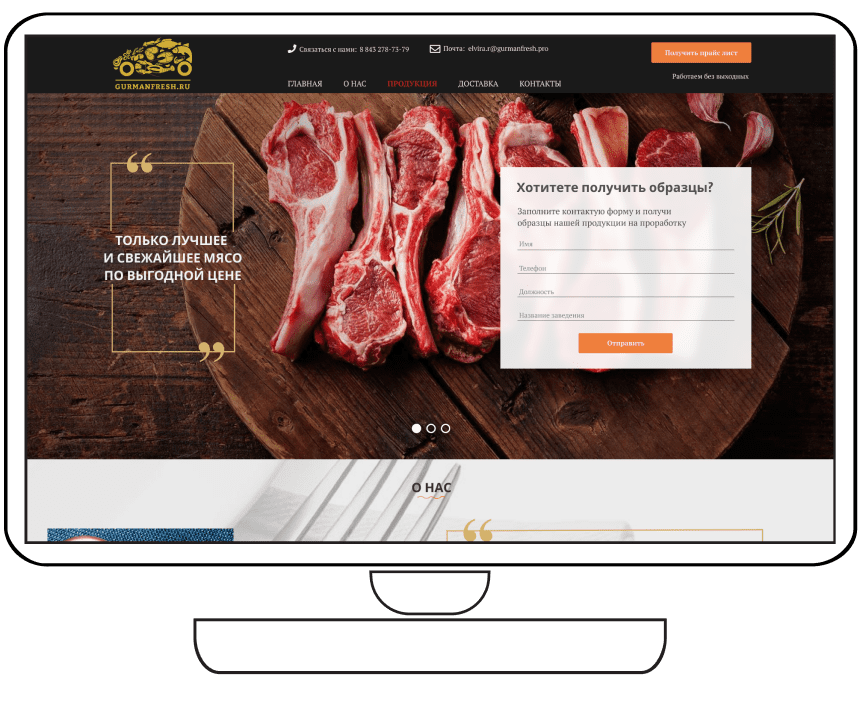 GURMANFRESH.RU
Связаться с нами: 8 843 278-73-79
Почта: elvira.r@gurmanfresh.pro
Получить прайс лист
Работаем без выходных
ГЛАВНАЯ О НАС ПРОДУКЦИЯ ДОСТАВКА КОНТАКТЫ
“
ТОЛЬКО ЛУЧШЕЕ
И СВЕЖАЙШЕЕ МЯСО
ПО ВЫГОДНОЙ ЦЕНЕ
”
Хотитете получить образцы?
Заполните контактую форму и получи
образцы нашей продукции на проработку
Имя
Телефон
Должность
Название заведения
Отправить
О НАС
“